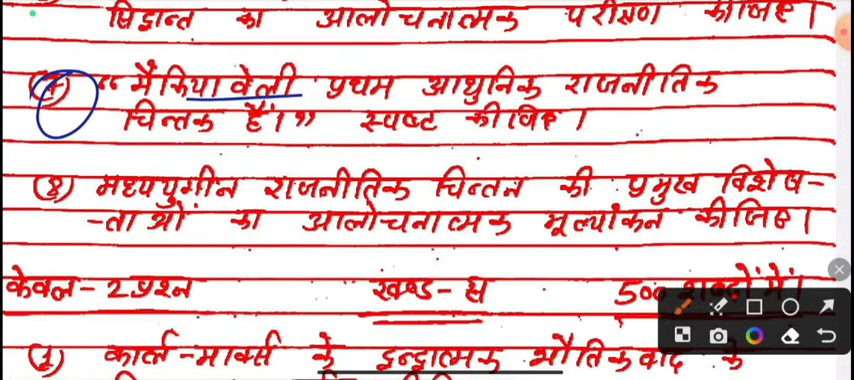 सिद्धान्त का आलोचनात्मक परीक्षण कीजिए।
(7) “मैकियावेली प्रथम आधुनिक राजनीतिक
चिन्तक हैं।” स्पष्ट कीजिए।
(8) मध्ययुगीन राजनीतिक चिन्तन की प्रमुख विशेष-
-ताओं का आलोचनात्मक मूल्यांकन कीजिए।
केवल - 2 प्रश्न खण्ड - स 500 शब्दों में।
(1) कार्ल-मार्क्स के द्वन्द्वात्मक भौतिकवाद के